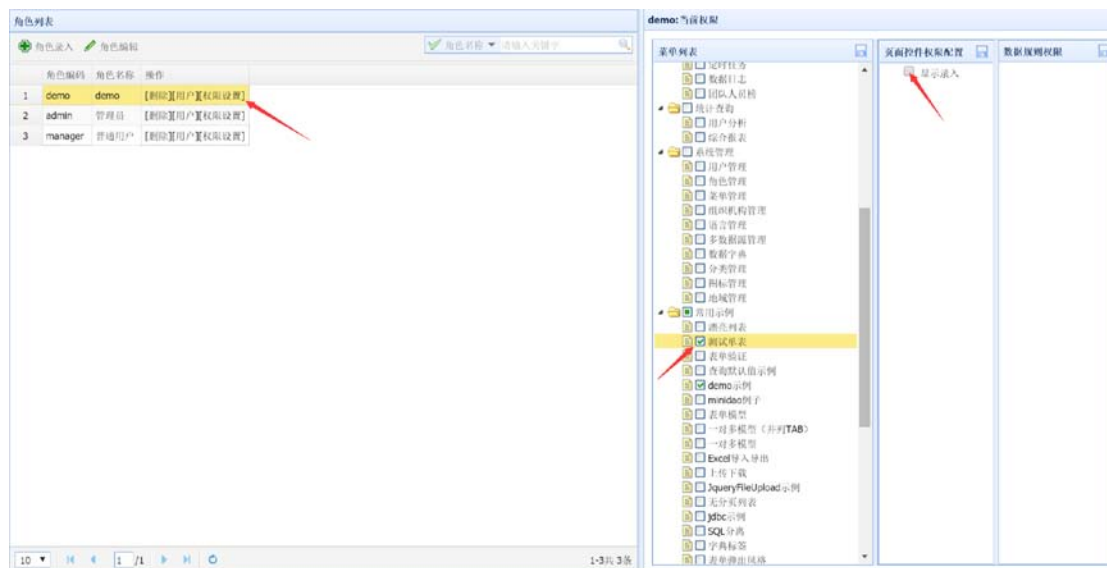 角色列表
角色录入 角色编辑
角色名称 请输入关键字
角色编码 角色名称 操作
1 demo demo [删除][用户][权限设置]
2 admin 管理员 [删除][用户][权限设置]
3 manager 普通用户 [删除][用户][权限设置]
10 1 /1 1-3共 3条
demo:当前权限
菜单列表
定时任务
数据日志
团队人员榜
统计查询
用户分析
综合报表
系统管理
用户管理
角色管理
菜单管理
组织机构管理
语言管理
多数据源管理
数据字典
分类管理
图标管理
地域管理
常用示例
漂亮列表
测试单表
表单验证
查询默认值示例
demo示例
minidao例子
表单模型
一对多模型（并列TAB）
一对多模型
Excel导入导出
上传下载
JqueryFileUpload示例
无分页列表
jdbc示例
SQL分离
字典标签
表单弹出风格
页面控件权限配置
显示录入
数据规则权限